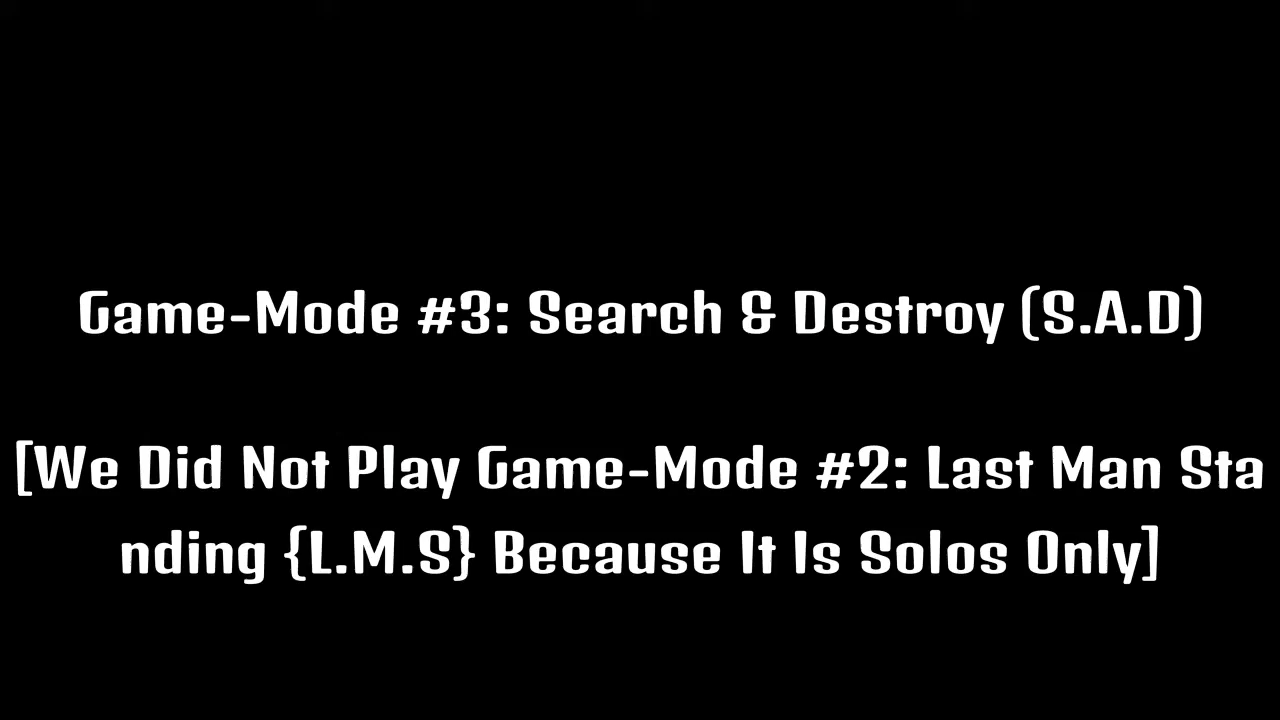 Game-Mode #3: Search & Destroy (S.A.D)
[We Did Not Play Game-Mode #2: Last Man Sta
nding {L.M.S} Because It Is Solos Only]